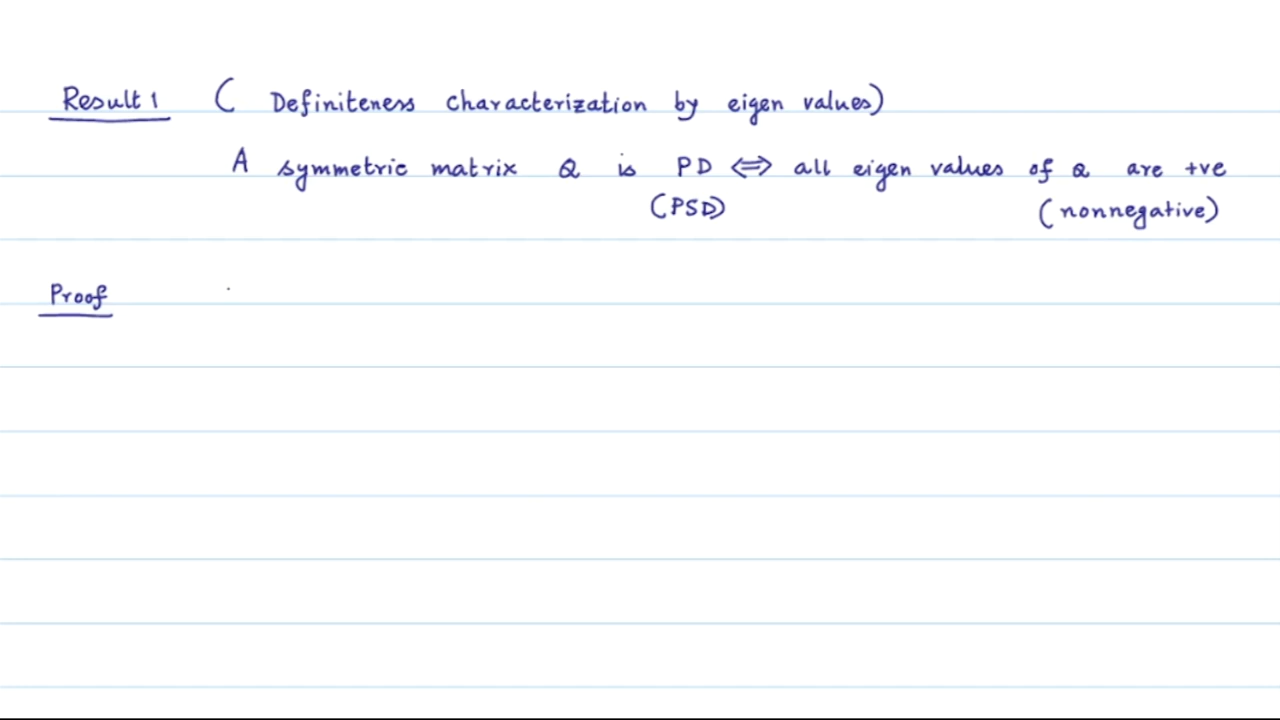 Result 1 ( Definiteness characterization by eigen values)
A symmetric matrix Q is PD ⟺ all eigen values of Q are +ve
(PSD) (nonnegative)
Proof